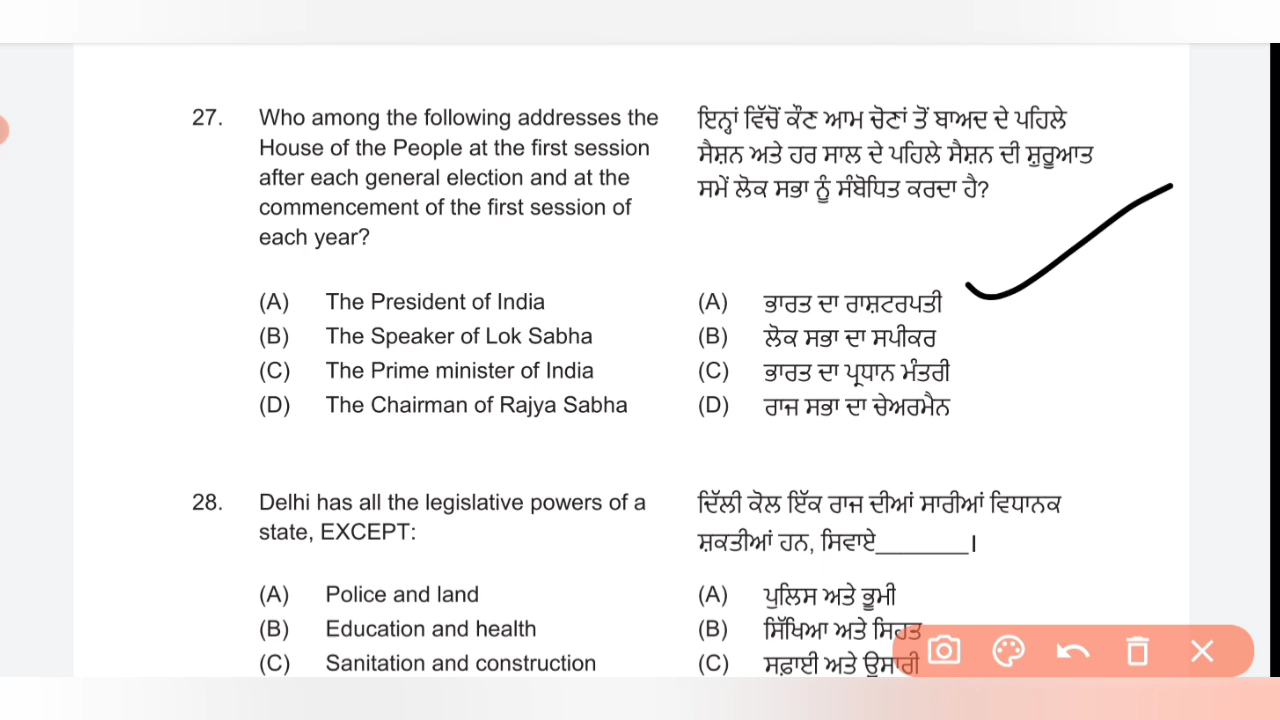 27. Who among the following addresses the
House of the People at the first session
after each general election and at the
commencement of the first session of
each year?
(A) The President of India
(B) The Speaker of Lok Sabha
(C) The Prime minister of India
(D) The Chairman of Rajya Sabha
ਇਨ੍ਹਾਂ ਵਿੱਚੋਂ ਕੌਣ ਆਮ ਚੋਣਾਂ ਤੋਂ ਬਾਅਦ ਦੇ ਪਹਿਲੇ
ਸੈਸ਼ਨ ਅਤੇ ਹਰ ਸਾਲ ਦੇ ਪਹਿਲੇ ਸੈਸ਼ਨ ਦੀ ਸ਼ੁਰੂਆਤ
ਸਮੇਂ ਲੋਕ ਸਭਾ ਨੂੰ ਸੰਬੋਧਿਤ ਕਰਦਾ ਹੈ?
(A) ਭਾਰਤ ਦਾ ਰਾਸ਼ਟਰਪਤੀ
(B) ਲੋਕ ਸਭਾ ਦਾ ਸਪੀਕਰ
(C) ਭਾਰਤ ਦਾ ਪ੍ਰਧਾਨ ਮੰਤਰੀ
(D) ਰਾਜ ਸਭਾ ਦਾ ਚੇਅਰਮੈਨ
28. Delhi has all the legislative powers of a
state, EXCEPT:
(A) Police and land
(B) Education and health
(C) Sanitation and construction
ਦਿੱਲੀ ਕੋਲ ਇੱਕ ਰਾਜ ਦੀਆਂ ਸਾਰੀਆਂ ਵਿਧਾਨਕ
ਸ਼ਕਤੀਆਂ ਹਨ, ਸਿਵਾਏ________।
(A) ਪੁਲਿਸ ਅਤੇ ਭੂਮੀ
(B) ਸਿੱਖਿਆ ਅਤੇ ਸਿਹਤ
(C) ਸਫ਼ਾਈ ਅਤੇ ਉਸਾਰੀ